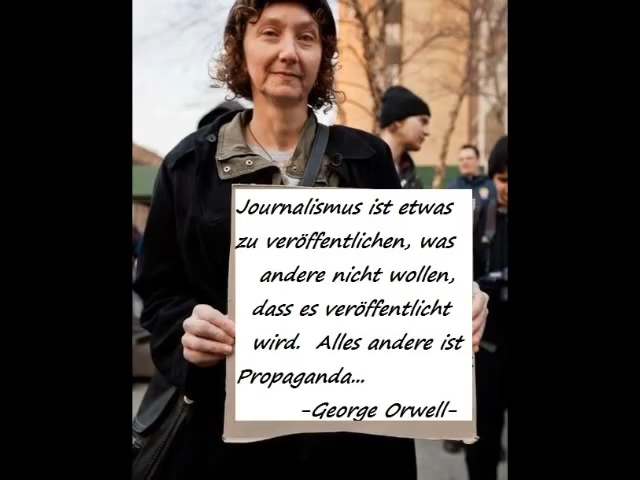 Journalismus ist etwas
zu veröffentlichen, was
andere nicht wollen,
dass es veröffentlicht
wird. Alles andere ist
Propaganda...
-George Orwell-